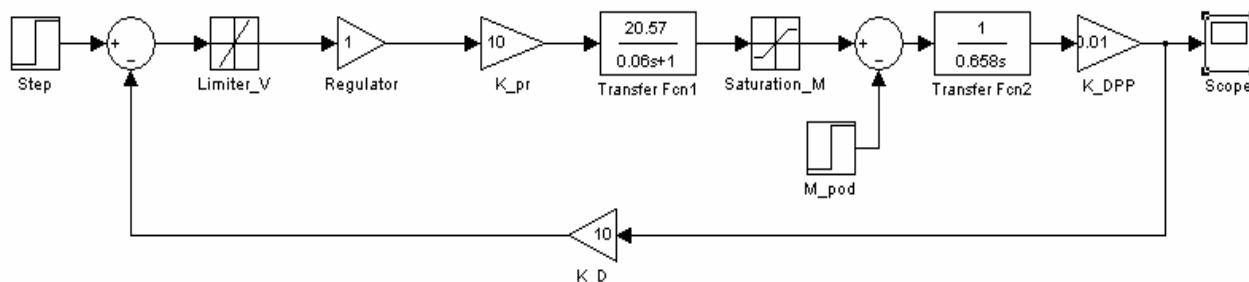 Step
+
−
Limiter_V
1
Regulator
10
K_pr
20.57
0.06s+1
Transfer Fcn1
Saturation_M
+
−
M_pod
1
0.658s
Transfer Fcn2
0.01
K_DPP
Scope
10
K_D